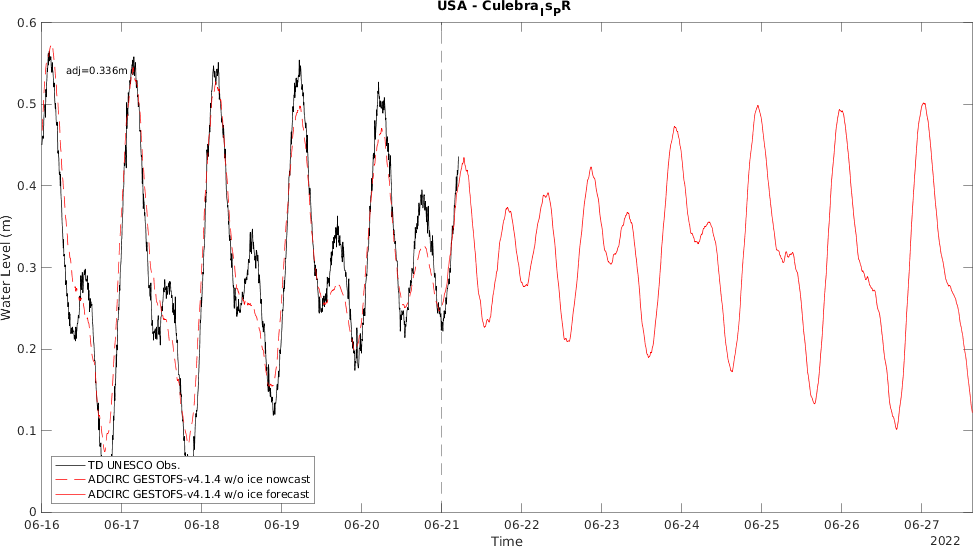 USA - CulebraIsPR
0.6
adj=0.336m
0.5
0.4
0.3
0.2
0.1
0
Water Level (m)
TD UNESCO Obs.
ADCIRC GESTOFS-v4.1.4 w/o ice nowcast
ADCIRC GESTOFS-v4.1.4 w/o ice forecast
06-16 06-17 06-18 06-19 06-20 06-21 06-22 06-23 06-24 06-25 06-26 06-27
Time
2022